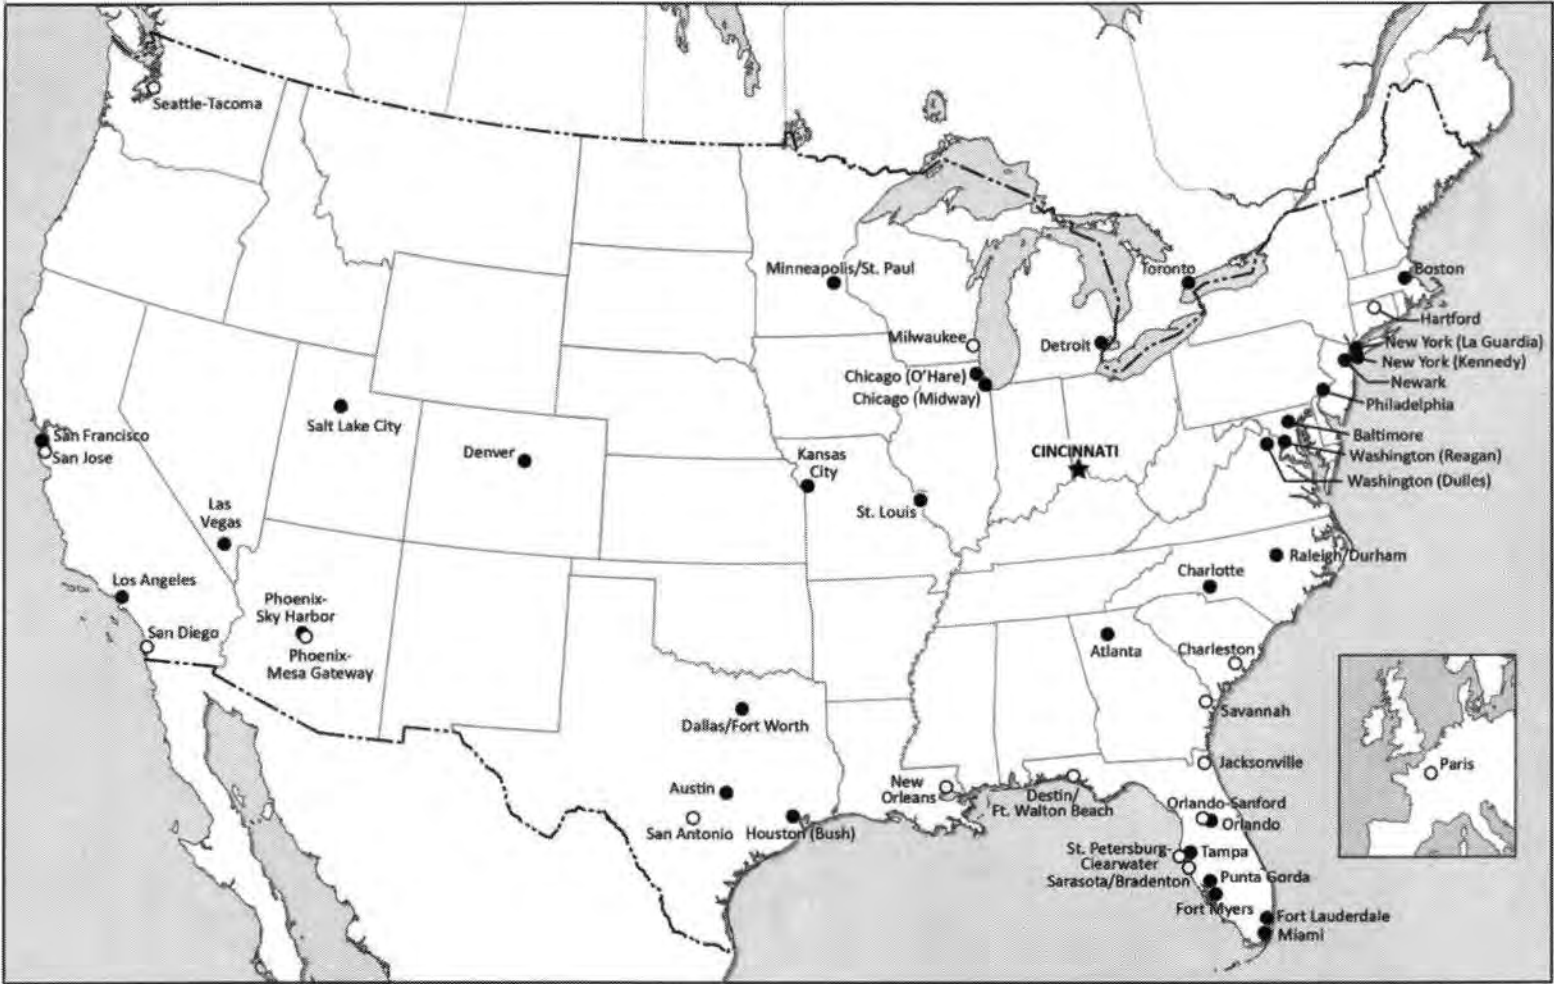 Seattle-Tacoma
Minneapolis/St. Paul
Toronto
Boston
Hartford
Milwaukee
Detroit
New York (La Guardia)
New York (Kennedy)
Newark
Chicago (O'Hare)
Chicago (Midway)
Philadelphia
Salt Lake City
San Francisco
San Jose
Denver
Kansas
City
CINCINNATI
Baltimore
Washington (Reagan)
Washington (Dulles)
Las
Vegas
St. Louis
Raleigh/Durham
Charlotte
Los Angeles
Phoenix-
Sky Harbor
San Diego
Phoenix-
Mesa Gateway
Atlanta
Charleston
Savannah
Dallas/Fort Worth
Jacksonville
Paris
Austin
New
Orleans
Destin/
Ft. Walton Beach
San Antonio
Houston (Bush)
Orlando-Sanford
Orlando
St. Petersburg-
Clearwater
Tampa
Sarasota/Bradenton
Punta Gorda
Fort Myers
Fort Lauderdale
Miami